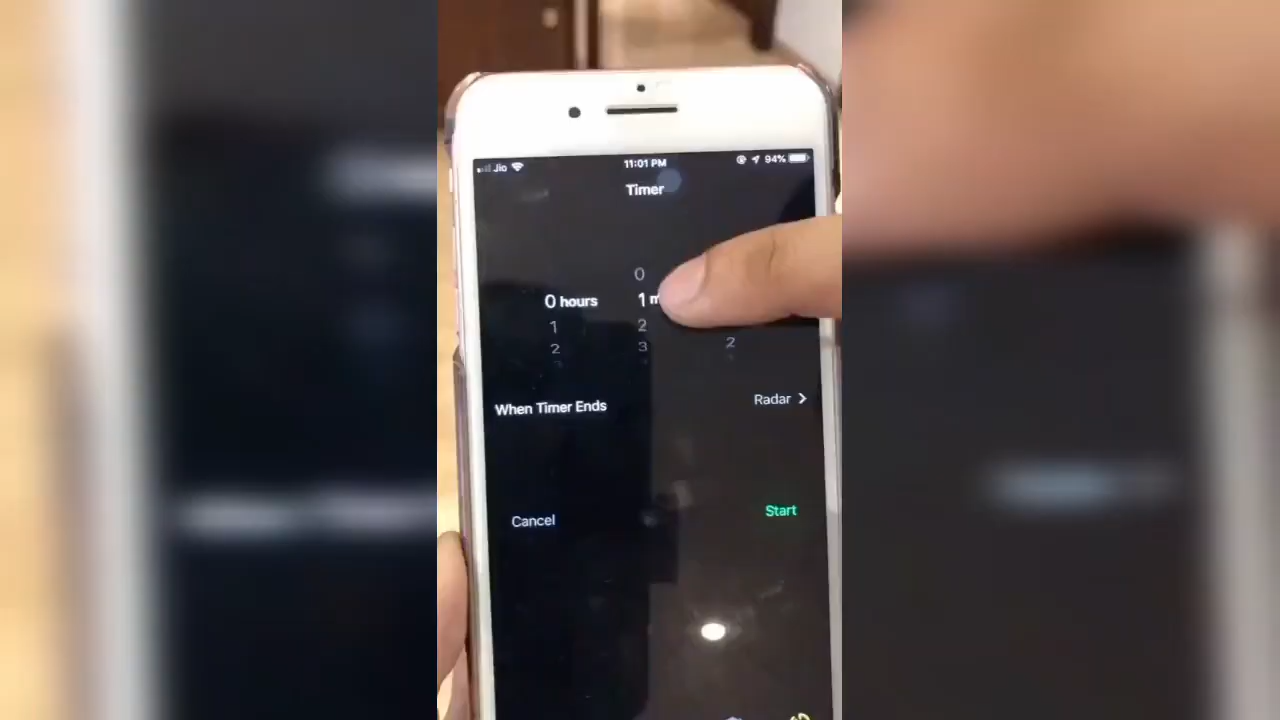 Jio 11:01 PM 94%
Timer
0
0 hours 1
1 2
2 3 2
When Timer Ends Radar
Cancel Start